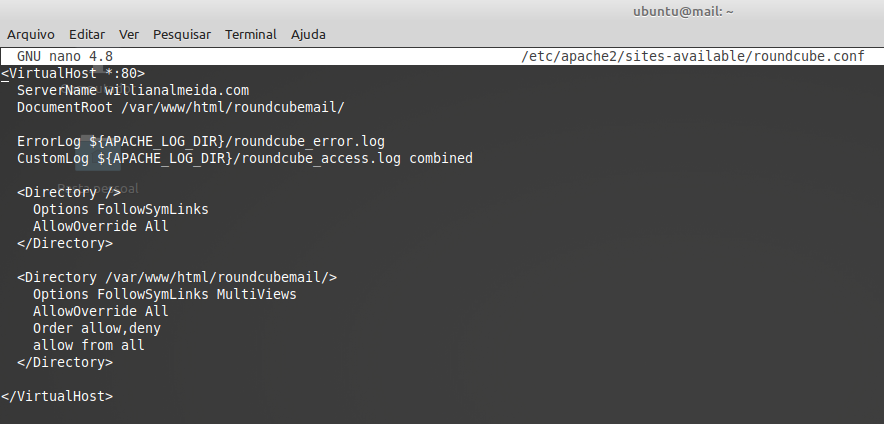 ubuntu@mail: ~
Arquivo Editar Ver Pesquisar Terminal Ajuda
GNU nano 4.8 /etc/apache2/sites-available/roundcube.conf
<VirtualHost *:80>
ServerName willianalmeida.com
DocumentRoot /var/www/html/roundcubemail/
ErrorLog ${APACHE_LOG_DIR}/roundcube_error.log
CustomLog ${APACHE_LOG_DIR}/roundcube_access.log combined
Pasta pessoal
<Directory />
Options FollowSymLinks
AllowOverride All
</Directory>
<Directory /var/www/html/roundcubemail/>
Options FollowSymLinks MultiViews
AllowOverride All
Order allow,deny
allow from all
</Directory>
</VirtualHost>